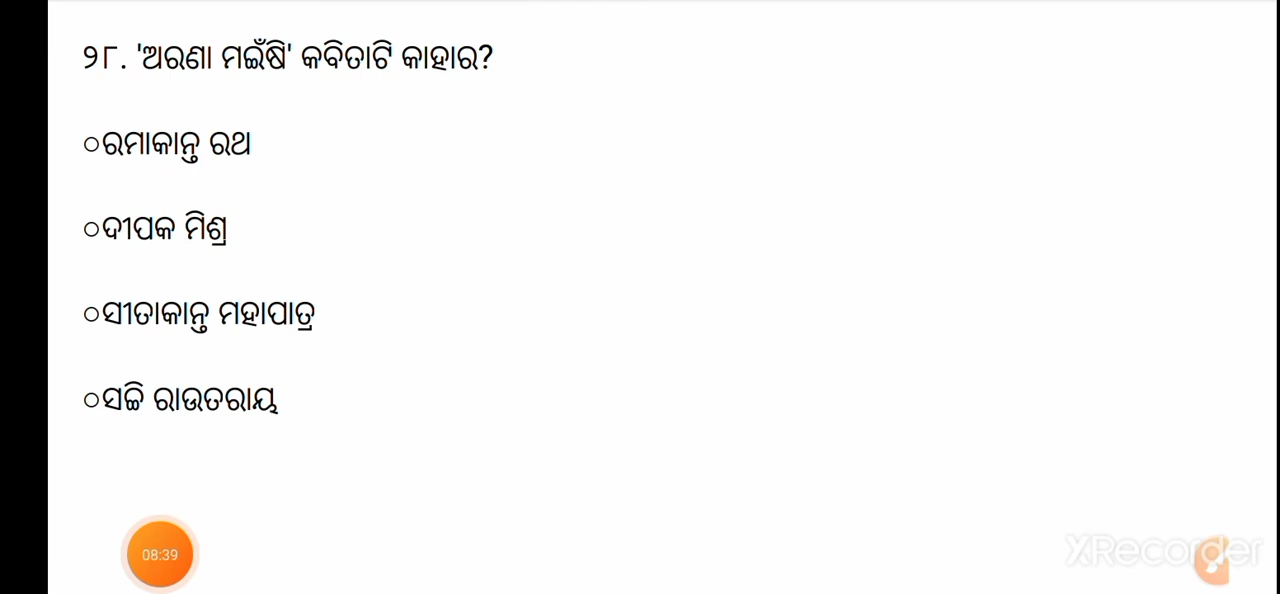 ୨୮. 'ଅରଣା ମଇଁଷି' କବିତାଟି କାହାର?
○ରମାକାନ୍ତ ରଥ
○ଦୀପକ ମିଶ୍ର
○ସୀତାକାନ୍ତ ମହାପାତ୍ର
○ସଚ୍ଚି ରାଉତରାୟ
08:39
XRecorder